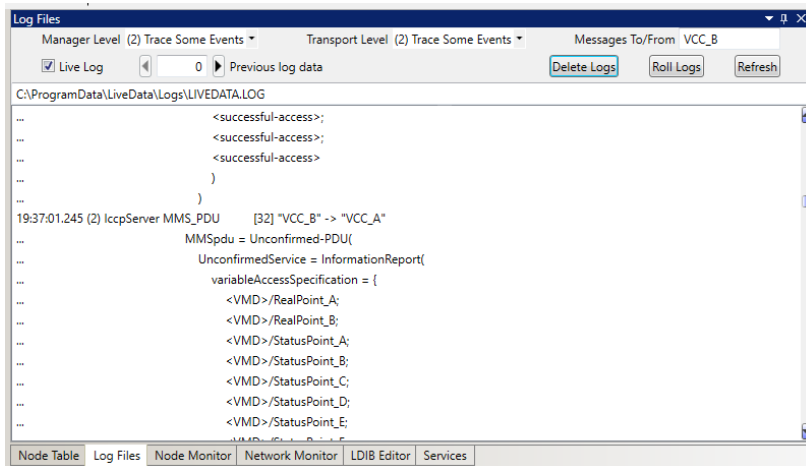 Log Files
Manager Level (2) Trace Some Events Transport Level (2) Trace Some Events Messages To/From VCC_B
Live Log 0 Previous log data Delete Logs Roll Logs Refresh
C:\ProgramData\LiveData\Logs\LIVEDATA.LOG
... <successful-access>;
... <successful-access>;
... <successful-access>
... )
... )
19:37:01.245 (2) IccpServer MMS_PDU [32] "VCC_B" -> "VCC_A"
... MMSpdu = Unconfirmed-PDU(
... UnconfirmedService = InformationReport(
... variableAccessSpecification = {
... <VMD>/RealPoint_A;
... <VMD>/RealPoint_B;
... <VMD>/StatusPoint_A;
... <VMD>/StatusPoint_B;
... <VMD>/StatusPoint_C;
... <VMD>/StatusPoint_D;
... <VMD>/StatusPoint_E;
Node Table Log Files Node Monitor Network Monitor LDIB Editor Services